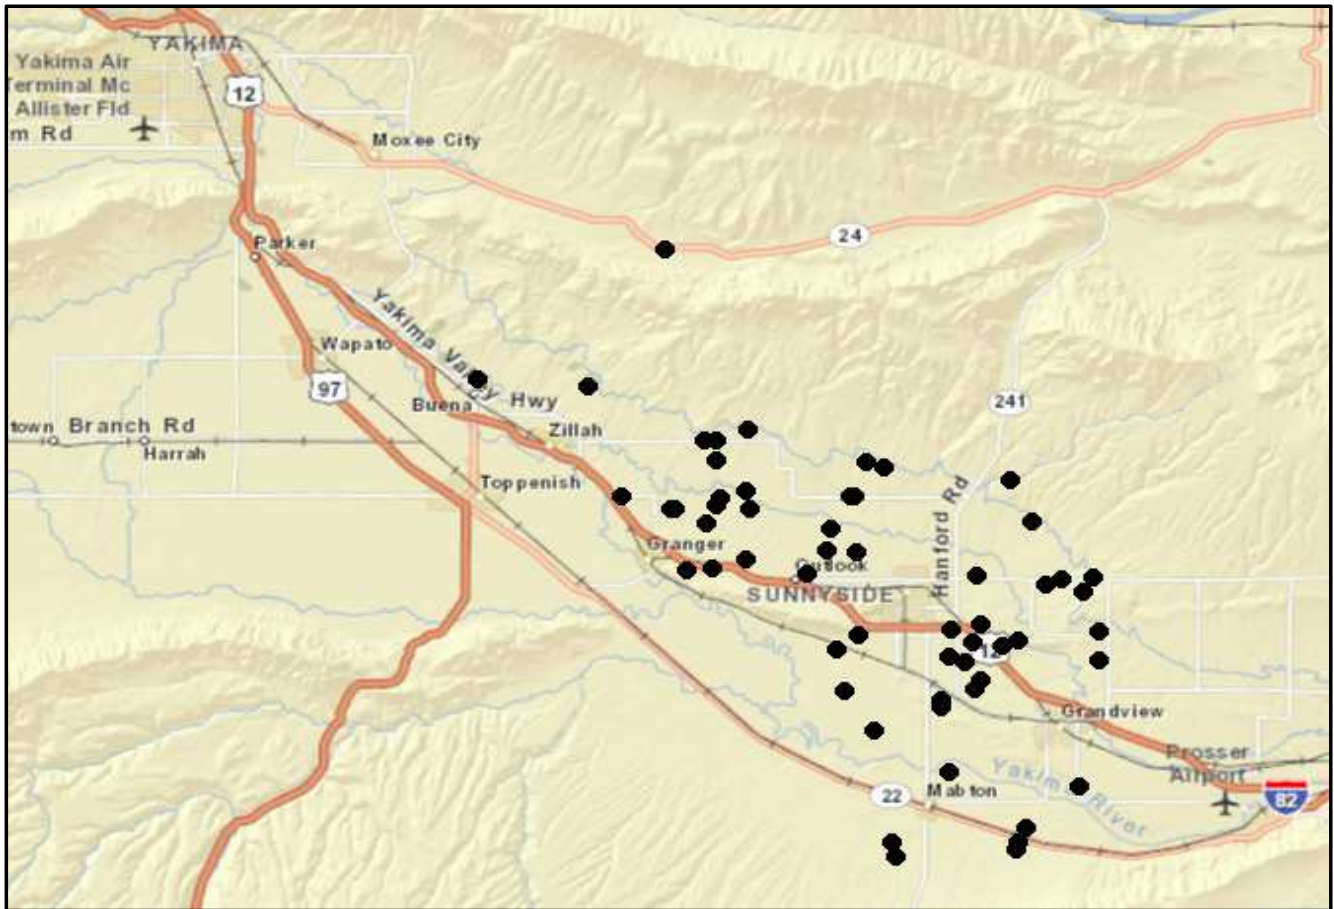 YAKIMA
Yakima Air
Terminal Mc
Allister Fld
m Rd
12
Moxee City
24
Parker
Yakima Valley Hwy
Wapato
97
Buena
241
town Branch Rd
Zillah
Harrah
Toppenish
Hanford Rd
Granger
Outlook
SUNNYSIDE
12
Grandview
Prosser
Airport
Yakima River
22
Mabton
82